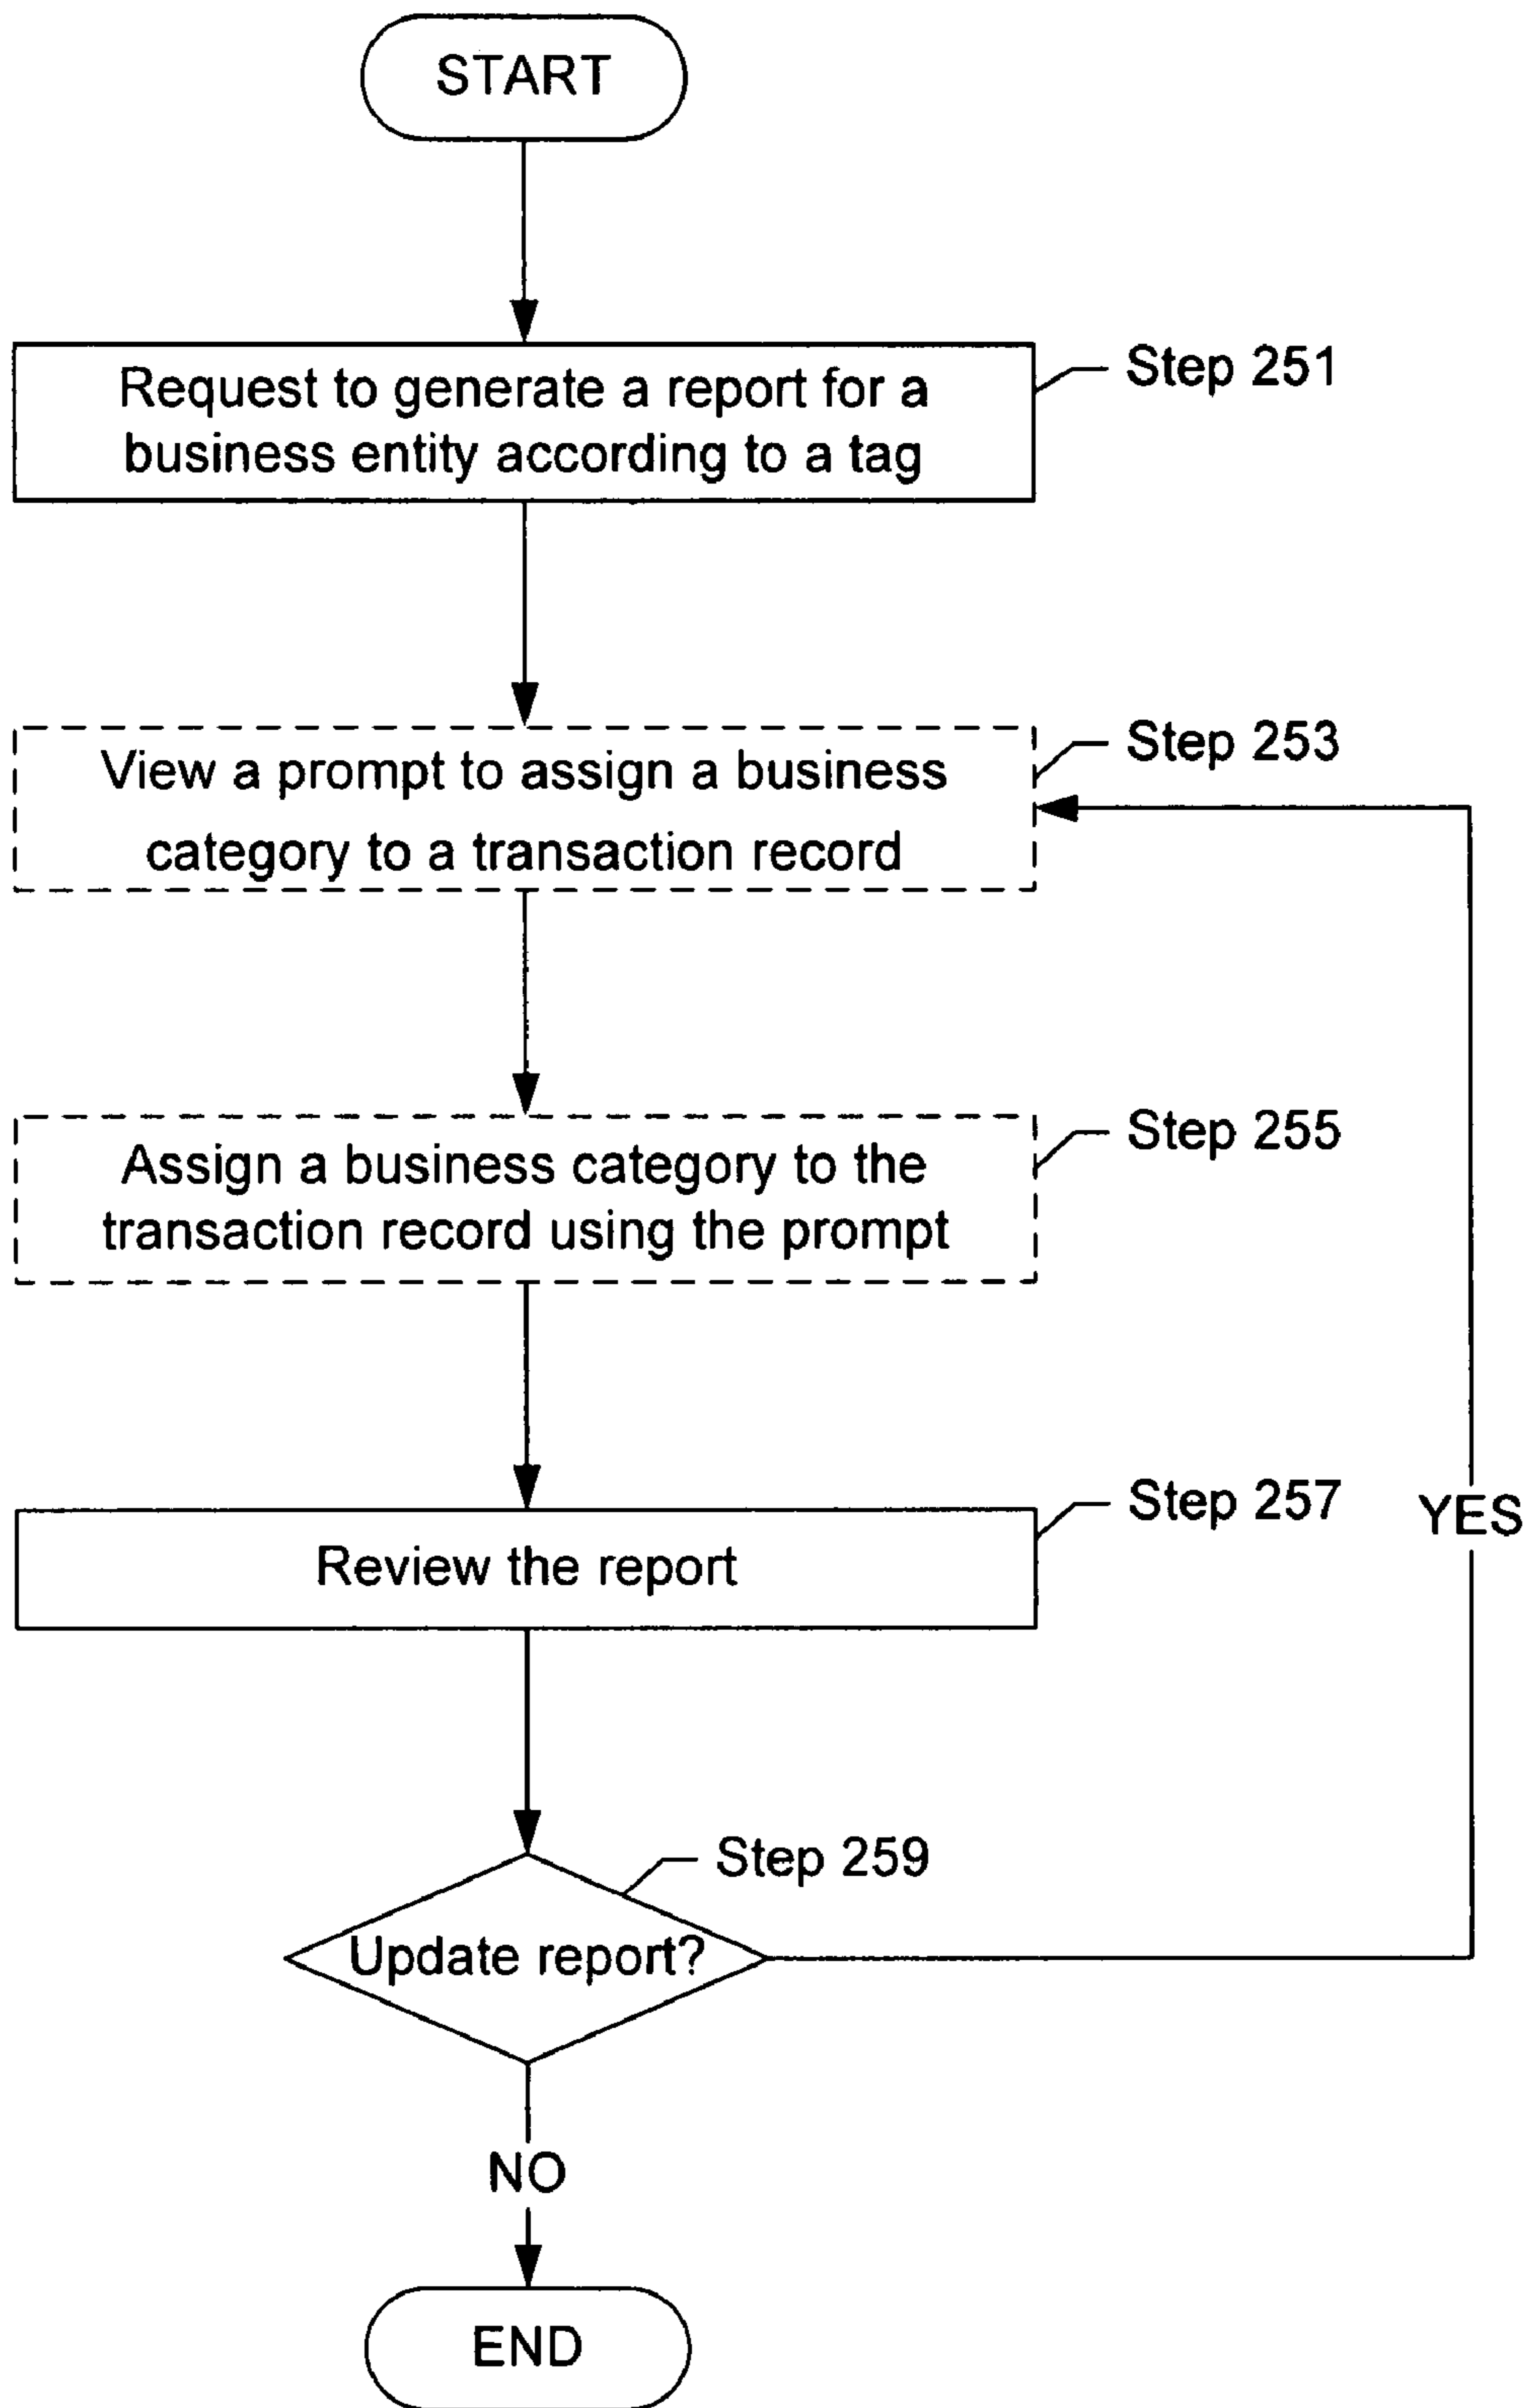 START
Request to generate a report for a
business entity according to a tag
Step 251
View a prompt to assign a business
category to a transaction record
Step 253
Assign a business category to the
transaction record using the prompt
Step 255
Review the report
Step 257
YES
Update report?
Step 259
NO
END